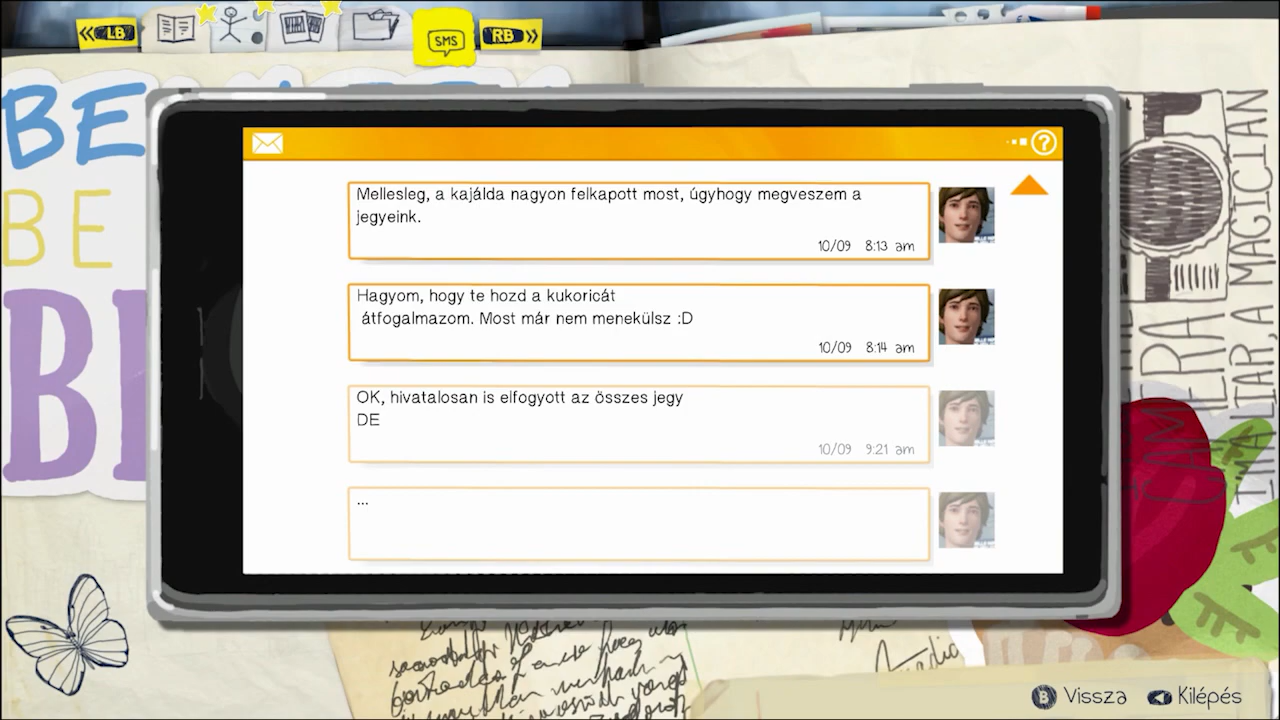 LB
SMS
RB
BE
BE
Mellesleg, a kajálda nagyon felkapott most, úgyhogy megveszem a
jegyeink.
10/09 8:13 am
Hagyom, hogy te hozd a kukoricát
átfogalmazom. Most már nem menekülsz :D
10/09 8:14 am
OK, hivatalosan is elfogyott az összes jegy
DE
10/09 9:21 am
...
?
CAMERA
LIAR, A MAGICIAN
B Vissza
Kilépés